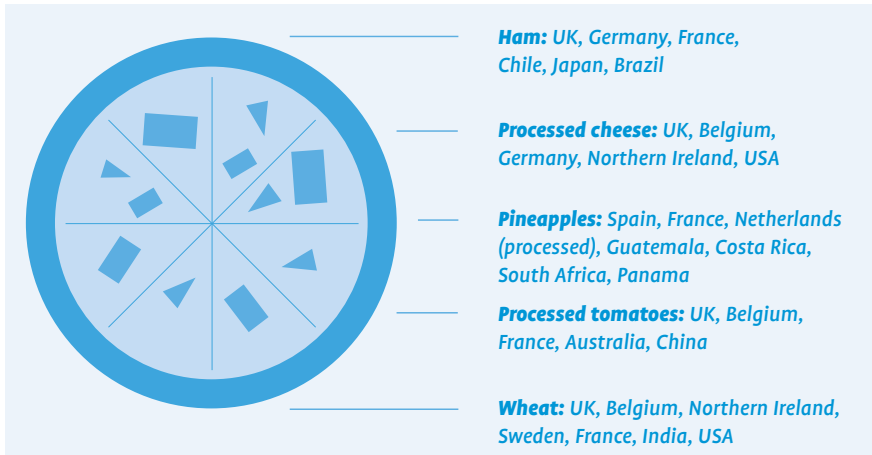 Ham: UK, Germany, France,
Chile, Japan, Brazil
Processed cheese: UK, Belgium,
Germany, Northern Ireland, USA
Pineapples: Spain, France, Netherlands
(processed), Guatemala, Costa Rica,
South Africa, Panama
Processed tomatoes: UK, Belgium,
France, Australia, China
Wheat: UK, Belgium, Northern Ireland,
Sweden, France, India, USA